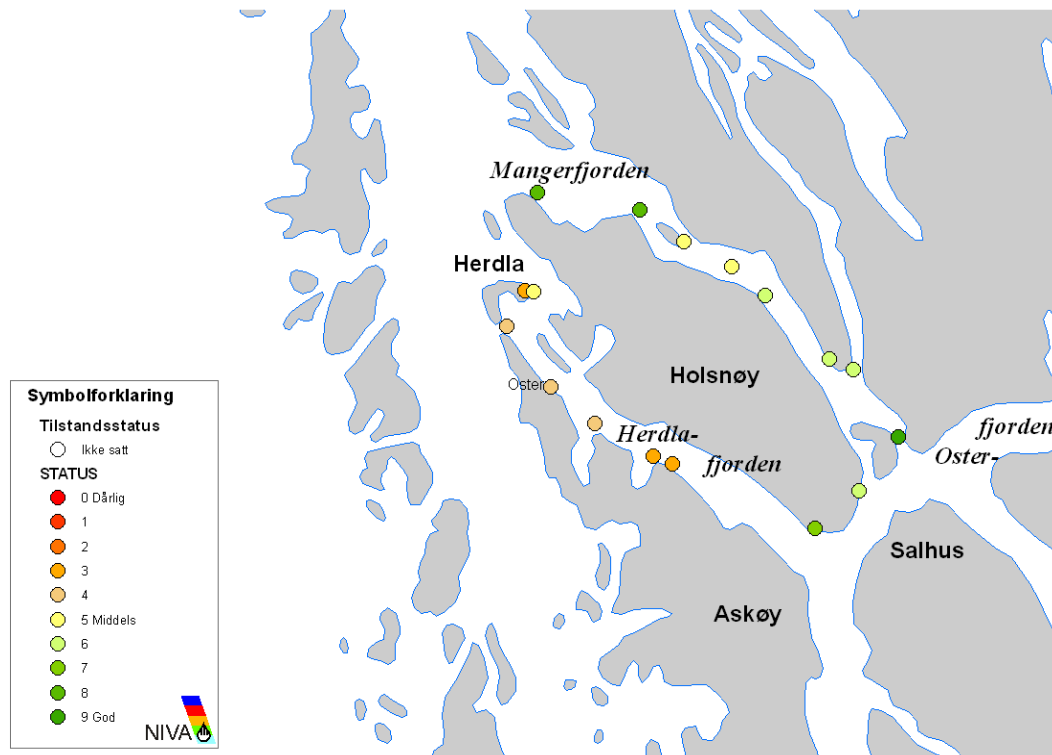 Mangerfjorden
Herdla
Holsnøy
Oster
Herdla-
fjorden
fjorden
Oster-
Salhus
Askøy
Symbolforklaring
Tilstandsstatus
Ikke satt
STATUS
0 Dårlig
1
2
3
4
5 Middels
6
7
8
9 God
NIVA